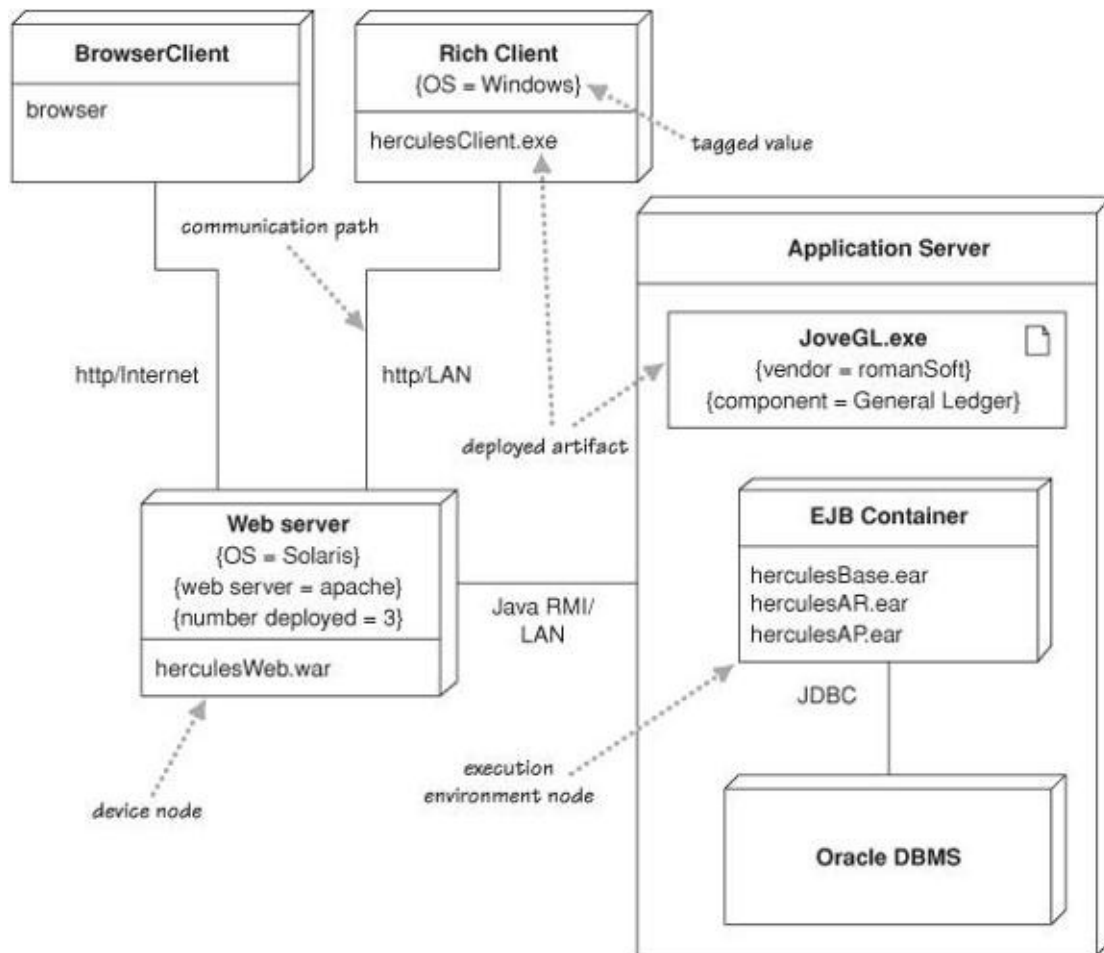 BrowserClient
browser
Rich Client
{OS = Windows}
herculesClient.exe
tagged value
communication path
http/Internet
http/LAN
deployed artifact
Application Server
JoveGL.exe
{vendor = romanSoft}
{component = General Ledger}
Web server
{OS = Solaris}
{web server = apache}
{number deployed = 3}
herculesWeb.war
Java RMI/
LAN
EJB Container
herculesBase.ear
herculesAR.ear
herculesAP.ear
JDBC
device node
execution
environment node
Oracle DBMS